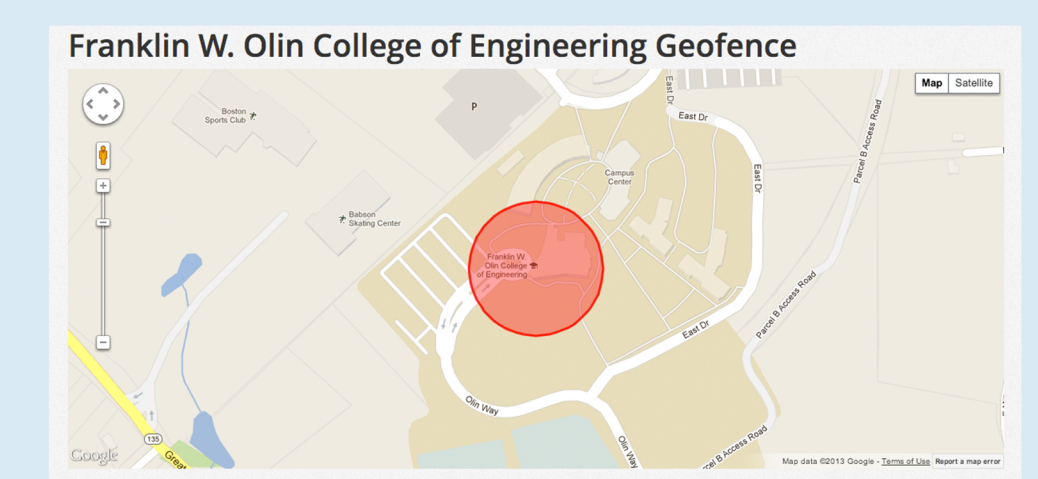 Franklin W. Olin College of Engineering Geofence
Map Satellite
P
East Dr
East Dr
Boston
Sports Club
Parcel B Access Road
Campus
Center
East Dr
Babson
Skating Center
Franklin W.
Olin College
of Engineering
Parcel B Access Road
East Dr
Olin Way
Olin Way
135
Great
cel B Access Road
Google
Map data ©2013 Google - Terms of Use Report a map error